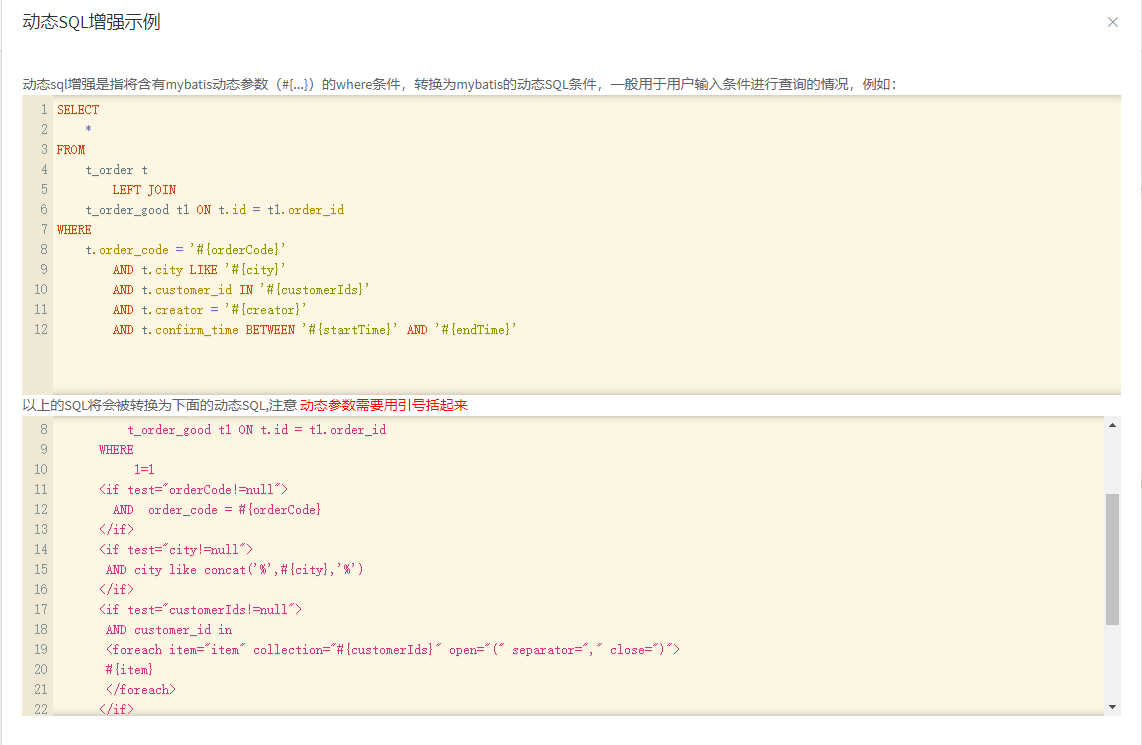 动态SQL增强示例
动态sql增强是指将含有mybatis动态参数（#{...}）的where条件，转换为mybatis的动态SQL条件，一般用于用户输入条件进行查询的情况，例如：
1 SELECT
2 *
3 FROM
4 t_order t
5 LEFT JOIN
6 t_order_good t1 ON t.id = t1.order_id
7 WHERE
8 t.order_code = '#{orderCode}'
9 AND t.city LIKE '#{city}'
10 AND t.customer_id IN '#{customerIds}'
11 AND t.creator = '#{creator}'
12 AND t.confirm_time BETWEEN '#{startTime}' AND '#{endTime}'
以上的SQL将会被转换为下面的动态SQL,注意 动态参数需要用引号括起来
8 t_order_good t1 ON t.id = t1.order_id
9 WHERE
10 1=1
11 <if test="orderCode!=null">
12 AND order_code = #{orderCode}
13 </if>
14 <if test="city!=null">
15 AND city like concat('%',#{city},'%')
16 </if>
17 <if test="customerIds!=null">
18 AND customer_id in
19 <foreach item="item" collection="#{customerIds}" open="(" separator="," close=")">
20 #{item}
21 </foreach>
22 </if>